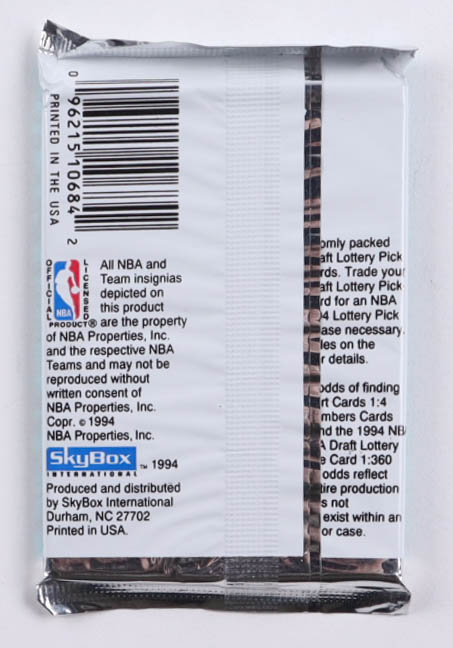 0 96215 10684 2
PRINTED IN THE USA
OFFICIAL LICENSED
NBA
PRODUCT®
All NBA and
Team insignias
depicted on
this product
are the property
of NBA Properties, Inc.
and the respective NBA
Teams and may not be
reproduced without
written consent of
NBA Properties, Inc.
Copr. © 1994
NBA Properties, Inc.
SkyBox ™ 1994
INTERNATIONAL
Produced and distributed
by SkyBox International
Durham, NC 27702
Printed in USA.
omly packed
aft Lottery Pick
rds. Trade your
aft Lottery Pick
rd for an NBA
94 Lottery Pick
ase necessary.
les on the
r details.
odds of finding
rt Cards 1:4
mbers Cards
nd the 1994 NB
A Draft Lottery
e Card 1:360
odds reflect
tire production
s not
exist within an
or case.